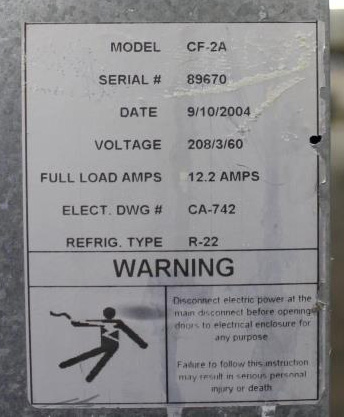 MODEL CF-2A
SERIAL # 89670
DATE 9/10/2004
VOLTAGE 208/3/60
FULL LOAD AMPS 12.2 AMPS
ELECT. DWG # CA-742
REFRIG. TYPE R-22
WARNING
Disconnect electric power at the
main disconnect before opening
doors to electrical enclosure for
any purpose
Failure to follow this instruction
may result in serious personal
injury or death